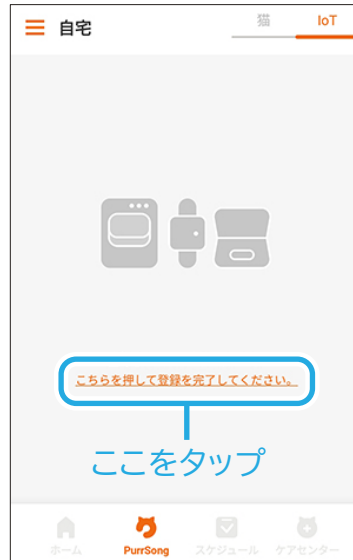 自宅
猫
IoT
こちらを押して登録を完了してください。
ここをタップ
ホーム
PurrSong
スケジュール
ケアセンター